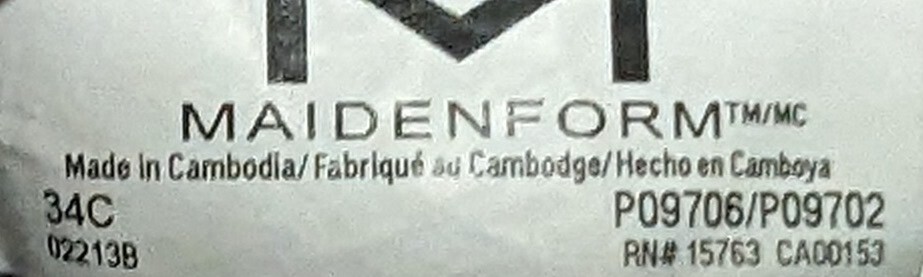 M
MAIDENFORM™/MC
Made in Cambodia/ Fabriqué au Cambodge/ Hecho en Camboya
34C P09706/P09702
02213B RN# 15763 CA00153